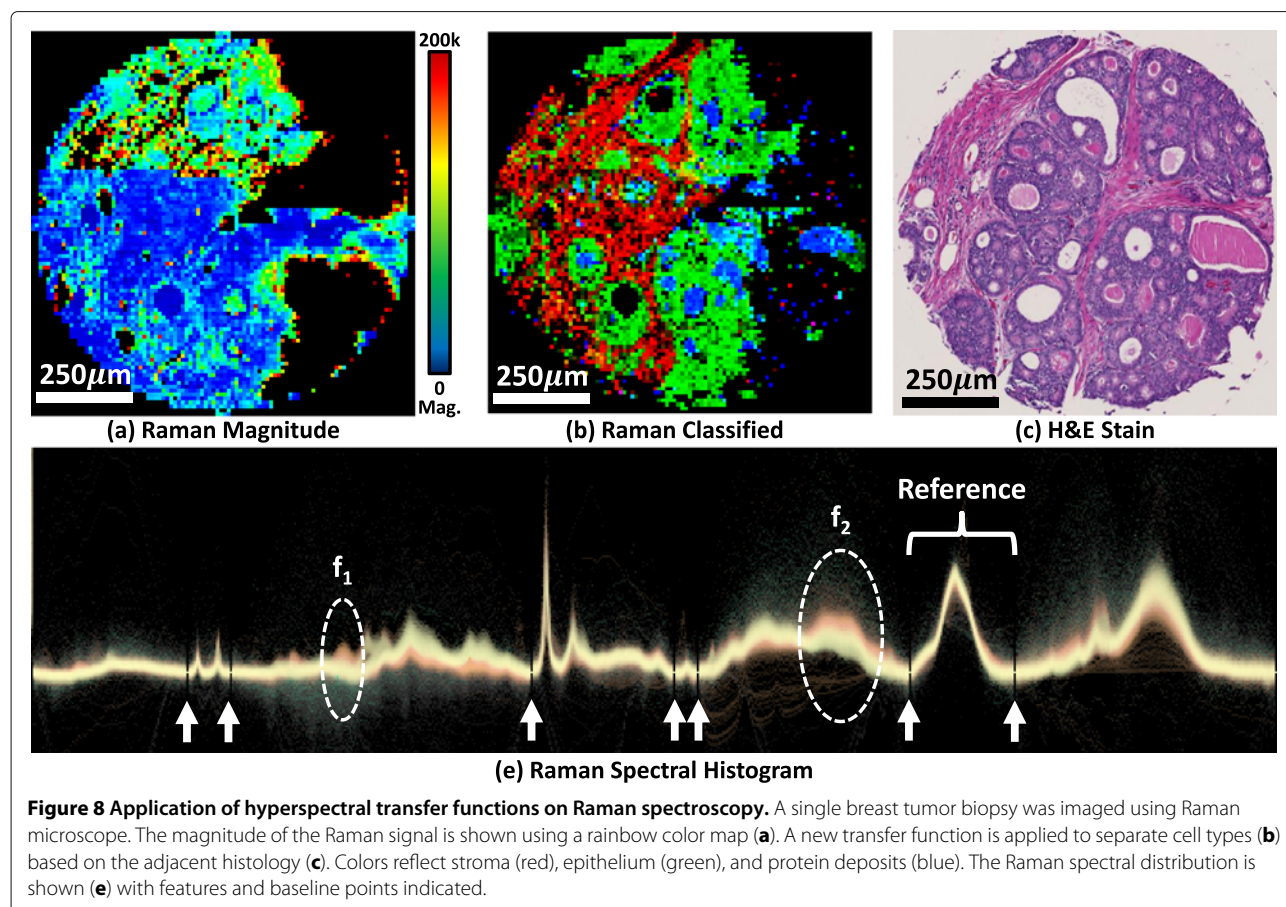 200k
250μm
0
Mag.
(a) Raman Magnitude
250μm
(b) Raman Classified
250μm
(c) H&E Stain
f1
f2
Reference
(e) Raman Spectral Histogram
Figure 8 Application of hyperspectral transfer functions on Raman spectroscopy. A single breast tumor biopsy was imaged using Raman
microscope. The magnitude of the Raman signal is shown using a rainbow color map (a). A new transfer function is applied to separate cell types (b)
based on the adjacent histology (c). Colors reflect stroma (red), epithelium (green), and protein deposits (blue). The Raman spectral distribution is
shown (e) with features and baseline points indicated.